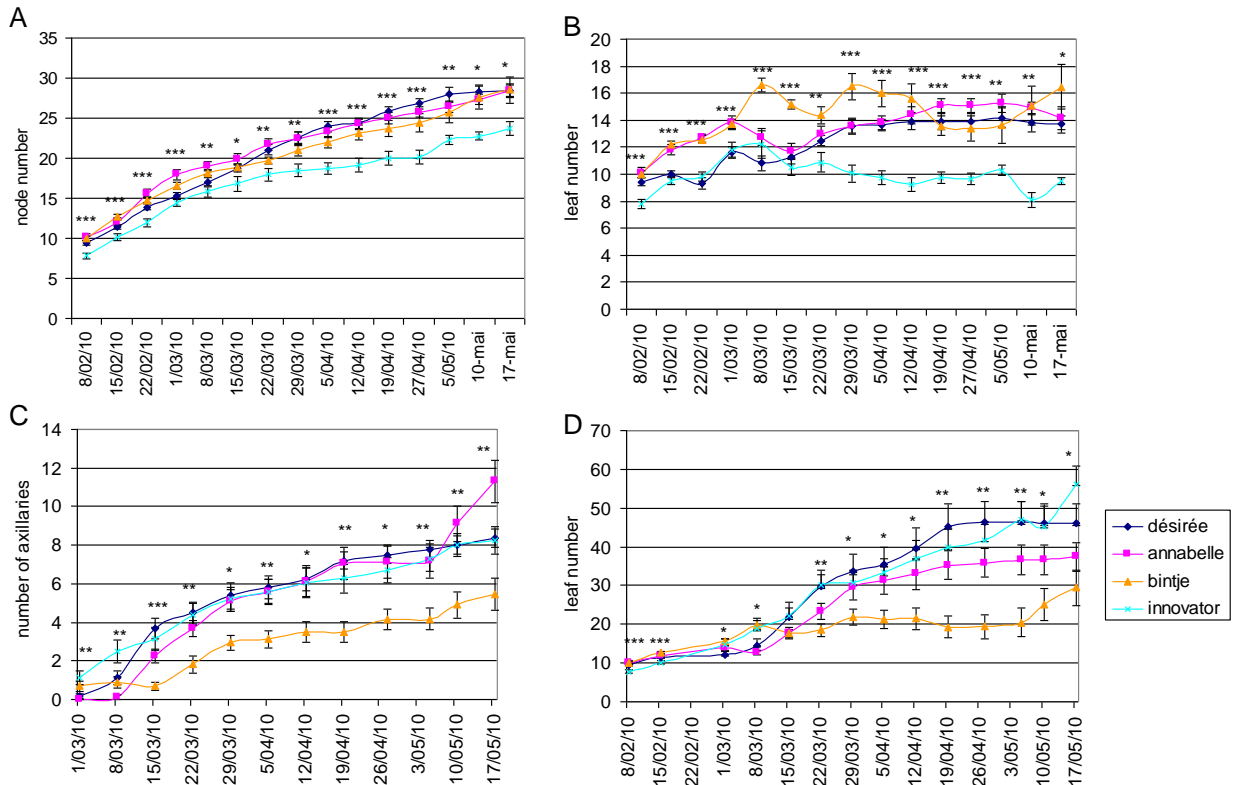 A
node number
35
30
25
20
15
10
5
0
*** *** *** *** ** * ** ** *** *** *** *** ** * *
8/02/10 15/02/10 22/02/10 1/03/10 8/03/10 15/03/10 22/03/10 29/03/10 5/04/10 12/04/10 19/04/10 27/04/10 5/05/10 10-mai 17-mai
B
leaf number
20
18
16
14
12
10
8
6
4
2
0
*** *** *** *** *** *** ** *** *** *** *** *** ** ** *
8/02/10 15/02/10 22/02/10 1/03/10 8/03/10 15/03/10 22/03/10 29/03/10 5/04/10 12/04/10 19/04/10 27/04/10 5/05/10 10-mai 17-mai
C
number of axillaries
14
12
10
8
6
4
2
0
** ** *** ** * ** * ** * ** ** **
1/03/10 8/03/10 15/03/10 22/03/10 29/03/10 5/04/10 12/04/10 19/04/10 26/04/10 3/05/10 10/05/10 17/05/10
D
leaf number
70
60
50
40
30
20
10
0
*** *** * * ** * * * ** ** ** * *
8/02/10 15/02/10 22/02/10 1/03/10 8/03/10 15/03/10 22/03/10 29/03/10 5/04/10 12/04/10 19/04/10 26/04/10 3/05/10 10/05/10 17/05/10
désirée
annabelle
bintje
innovator